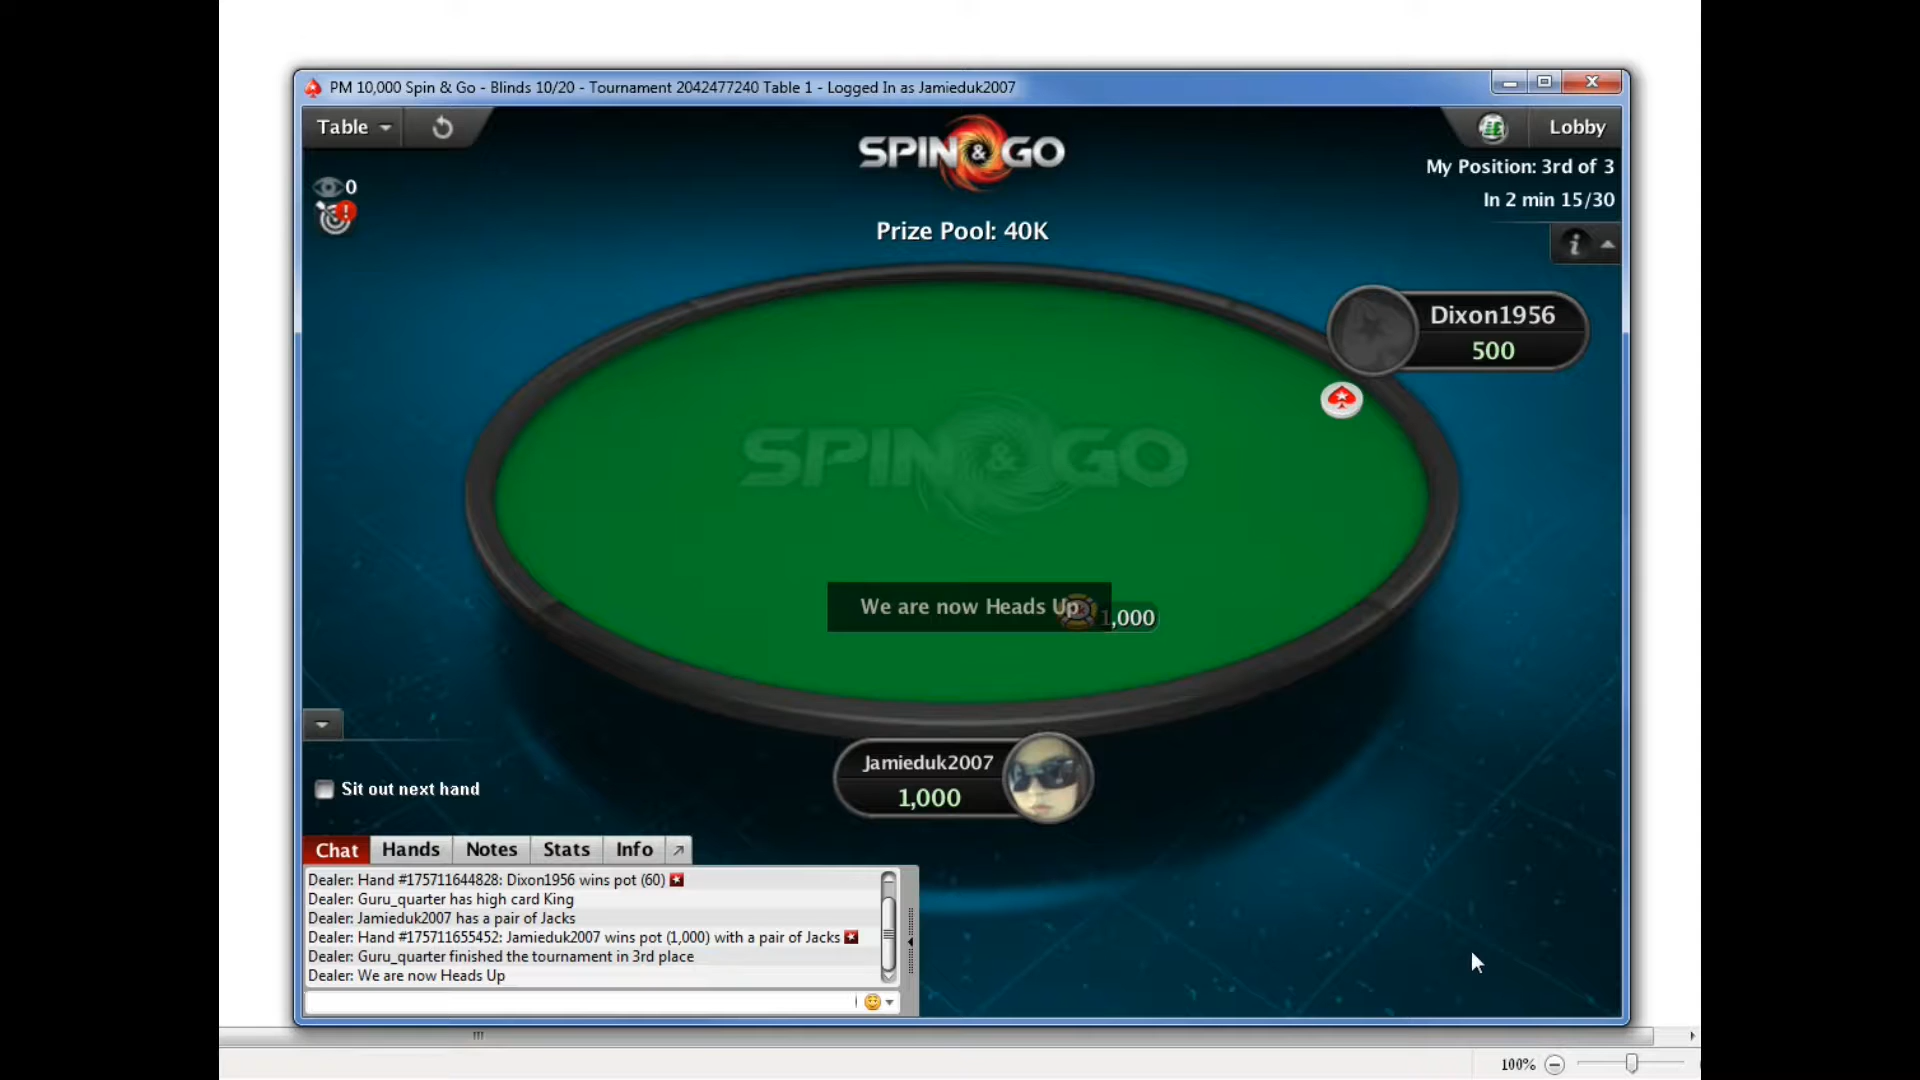 PM 10,000 Spin & Go - Blinds 10/20 - Tournament 2042477240 Table 1 - Logged In as Jamieduk2007
Table
Lobby
SPIN & GO
My Position: 3rd of 3
0
In 2 min 15/30
Prize Pool: 40K
Dixon1956
500
SPIN & GO
We are now Heads Up
1,000
Jamieduk2007
1,000
Sit out next hand
Chat Hands Notes Stats Info
Dealer: Hand #175711644828: Dixon1956 wins pot (60)
Dealer: Guru_quarter has high card King
Dealer: Jamieduk2007 has a pair of Jacks
Dealer: Hand #175711655452: Jamieduk2007 wins pot (1,000) with a pair of Jacks
Dealer: Guru_quarter finished the tournament in 3rd place
Dealer: We are now Heads Up
100%